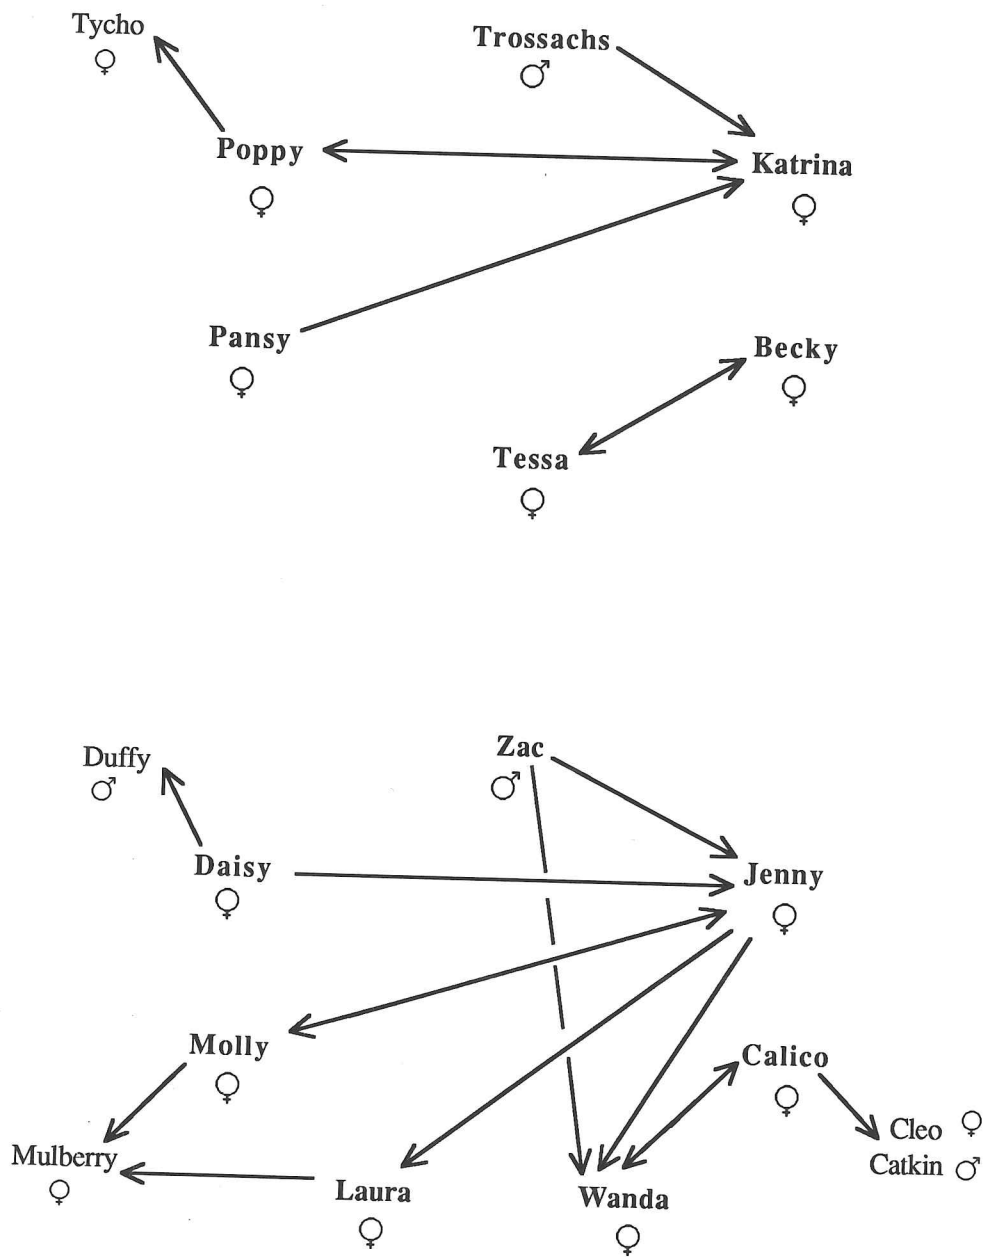 Tycho
Trossachs
Poppy
Katrina
Pansy
Becky
Tessa
Duffy
Zac
Daisy
Jenny
Molly
Calico
Mulberry
Cleo
Catkin
Laura
Wanda